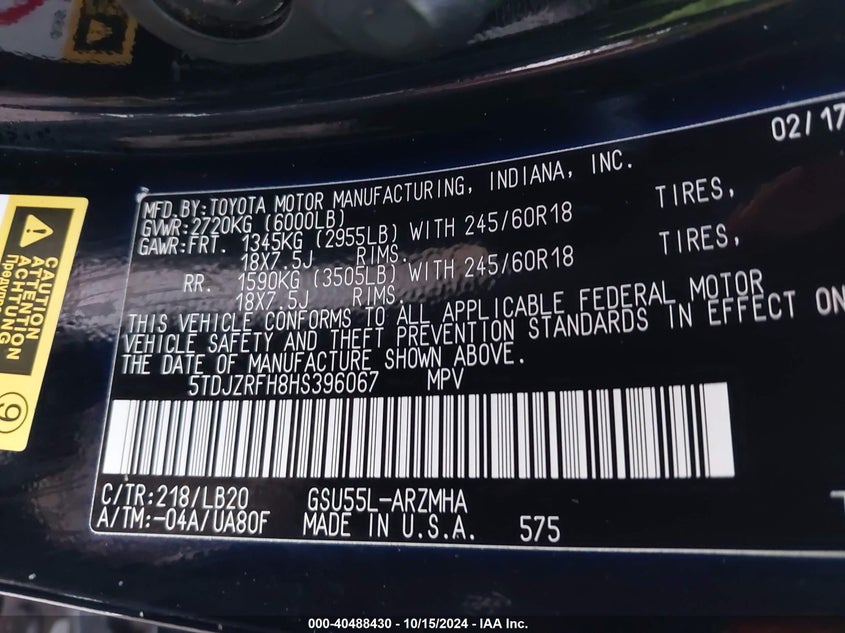 02/17
MFD.BY:TOYOTA MOTOR MANUFACTURING, INDIANA, INC.
GVWR:2720KG (6000LB)
GAWR:FRT. 1345KG (2955LB) WITH 245/60R18 TIRES,
18X7.5J RIMS.
RR. 1590KG (3505LB) WITH 245/60R18 TIRES,
18X7.5J RIMS.
THIS VEHICLE CONFORMS TO ALL APPLICABLE FEDERAL MOTOR
VEHICLE SAFETY AND THEFT PREVENTION STANDARDS IN EFFECT ON
THE DATE OF MANUFACTURE SHOWN ABOVE.
5TDJZRFH8HS396067 MPV
C/TR:218/LB20 GSU55L-ARZMHA
A/TM:-04A/UA80F MADE IN U.S.A. 575
CAUTION
ATTENTION
ACHTUNG
9
000-40488430 - 10/15/2024 - IAA Inc.